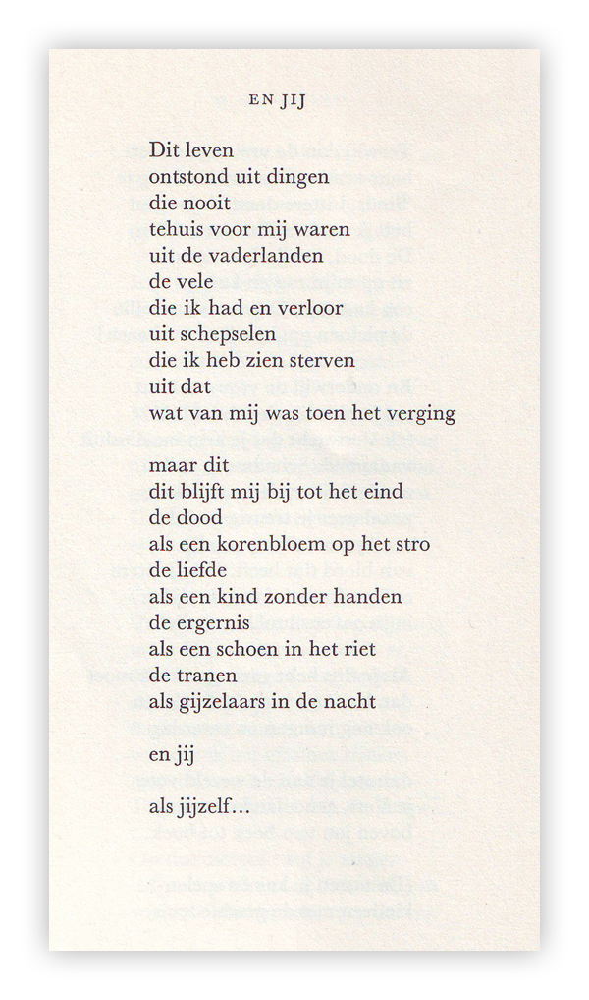 EN JIJ
Dit leven
ontstond uit dingen
die nooit
tehuis voor mij waren
uit de vaderlanden
de vele
die ik had en verloor
uit schepselen
die ik heb zien sterven
uit dat
wat van mij was toen het verging
maar dit
dit blijft mij bij tot het eind
de dood
als een korenbloem op het stro
de liefde
als een kind zonder handen
de ergernis
als een schoen in het riet
de tranen
als gijzelaars in de nacht
en jij
als jijzelf...